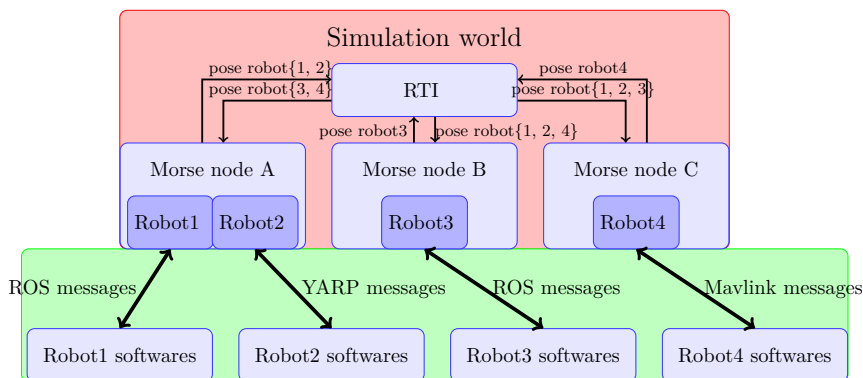 Simulation world
pose robot{1, 2}
pose robot4
RTI
pose robot{3, 4}
pose robot{1, 2, 3}
pose robot3
pose robot{1, 2, 4}
Morse node A
Morse node B
Morse node C
Robot1
Robot2
Robot3
Robot4
ROS messages
YARP messages
ROS messages
Mavlink messages
Robot1 softwares
Robot2 softwares
Robot3 softwares
Robot4 softwares